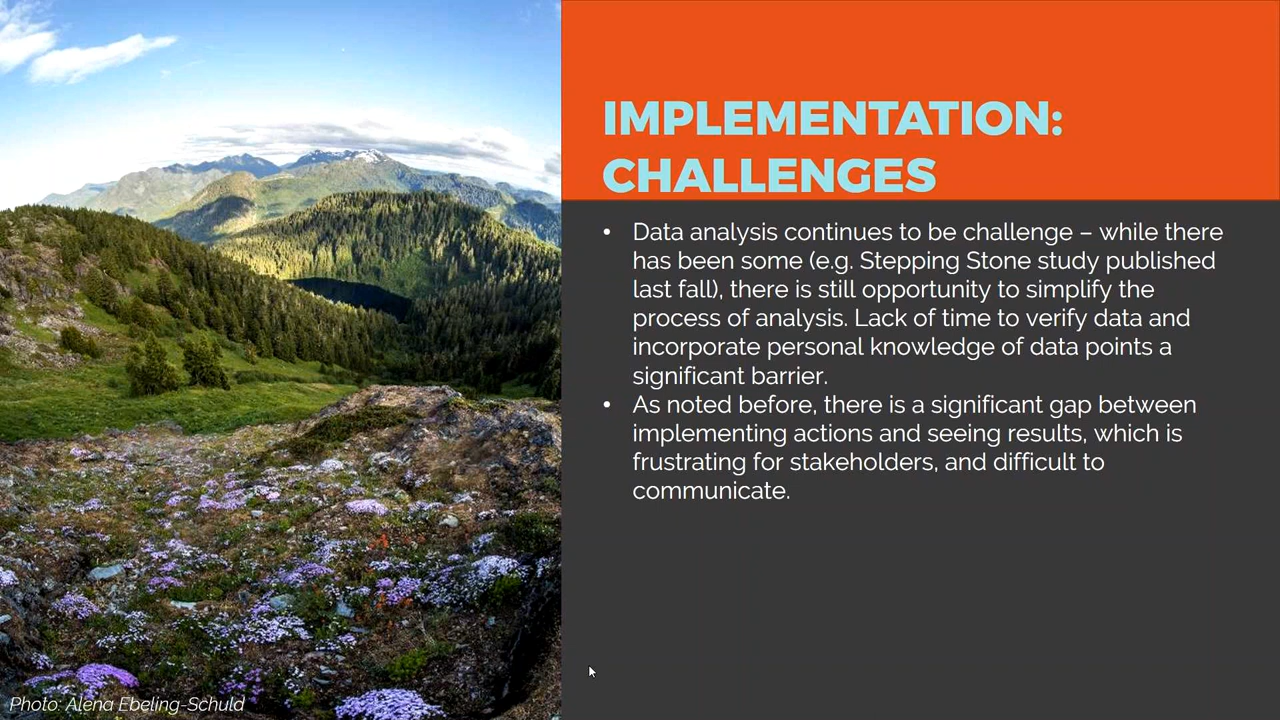 IMPLEMENTATION:
CHALLENGES
• Data analysis continues to be challenge – while there
has been some (e.g. Stepping Stone study published
last fall), there is still opportunity to simplify the
process of analysis. Lack of time to verify data and
incorporate personal knowledge of data points a
significant barrier.
• As noted before, there is a significant gap between
implementing actions and seeing results, which is
frustrating for stakeholders, and difficult to
communicate.
Photo: Alena Ebeling-Schuld